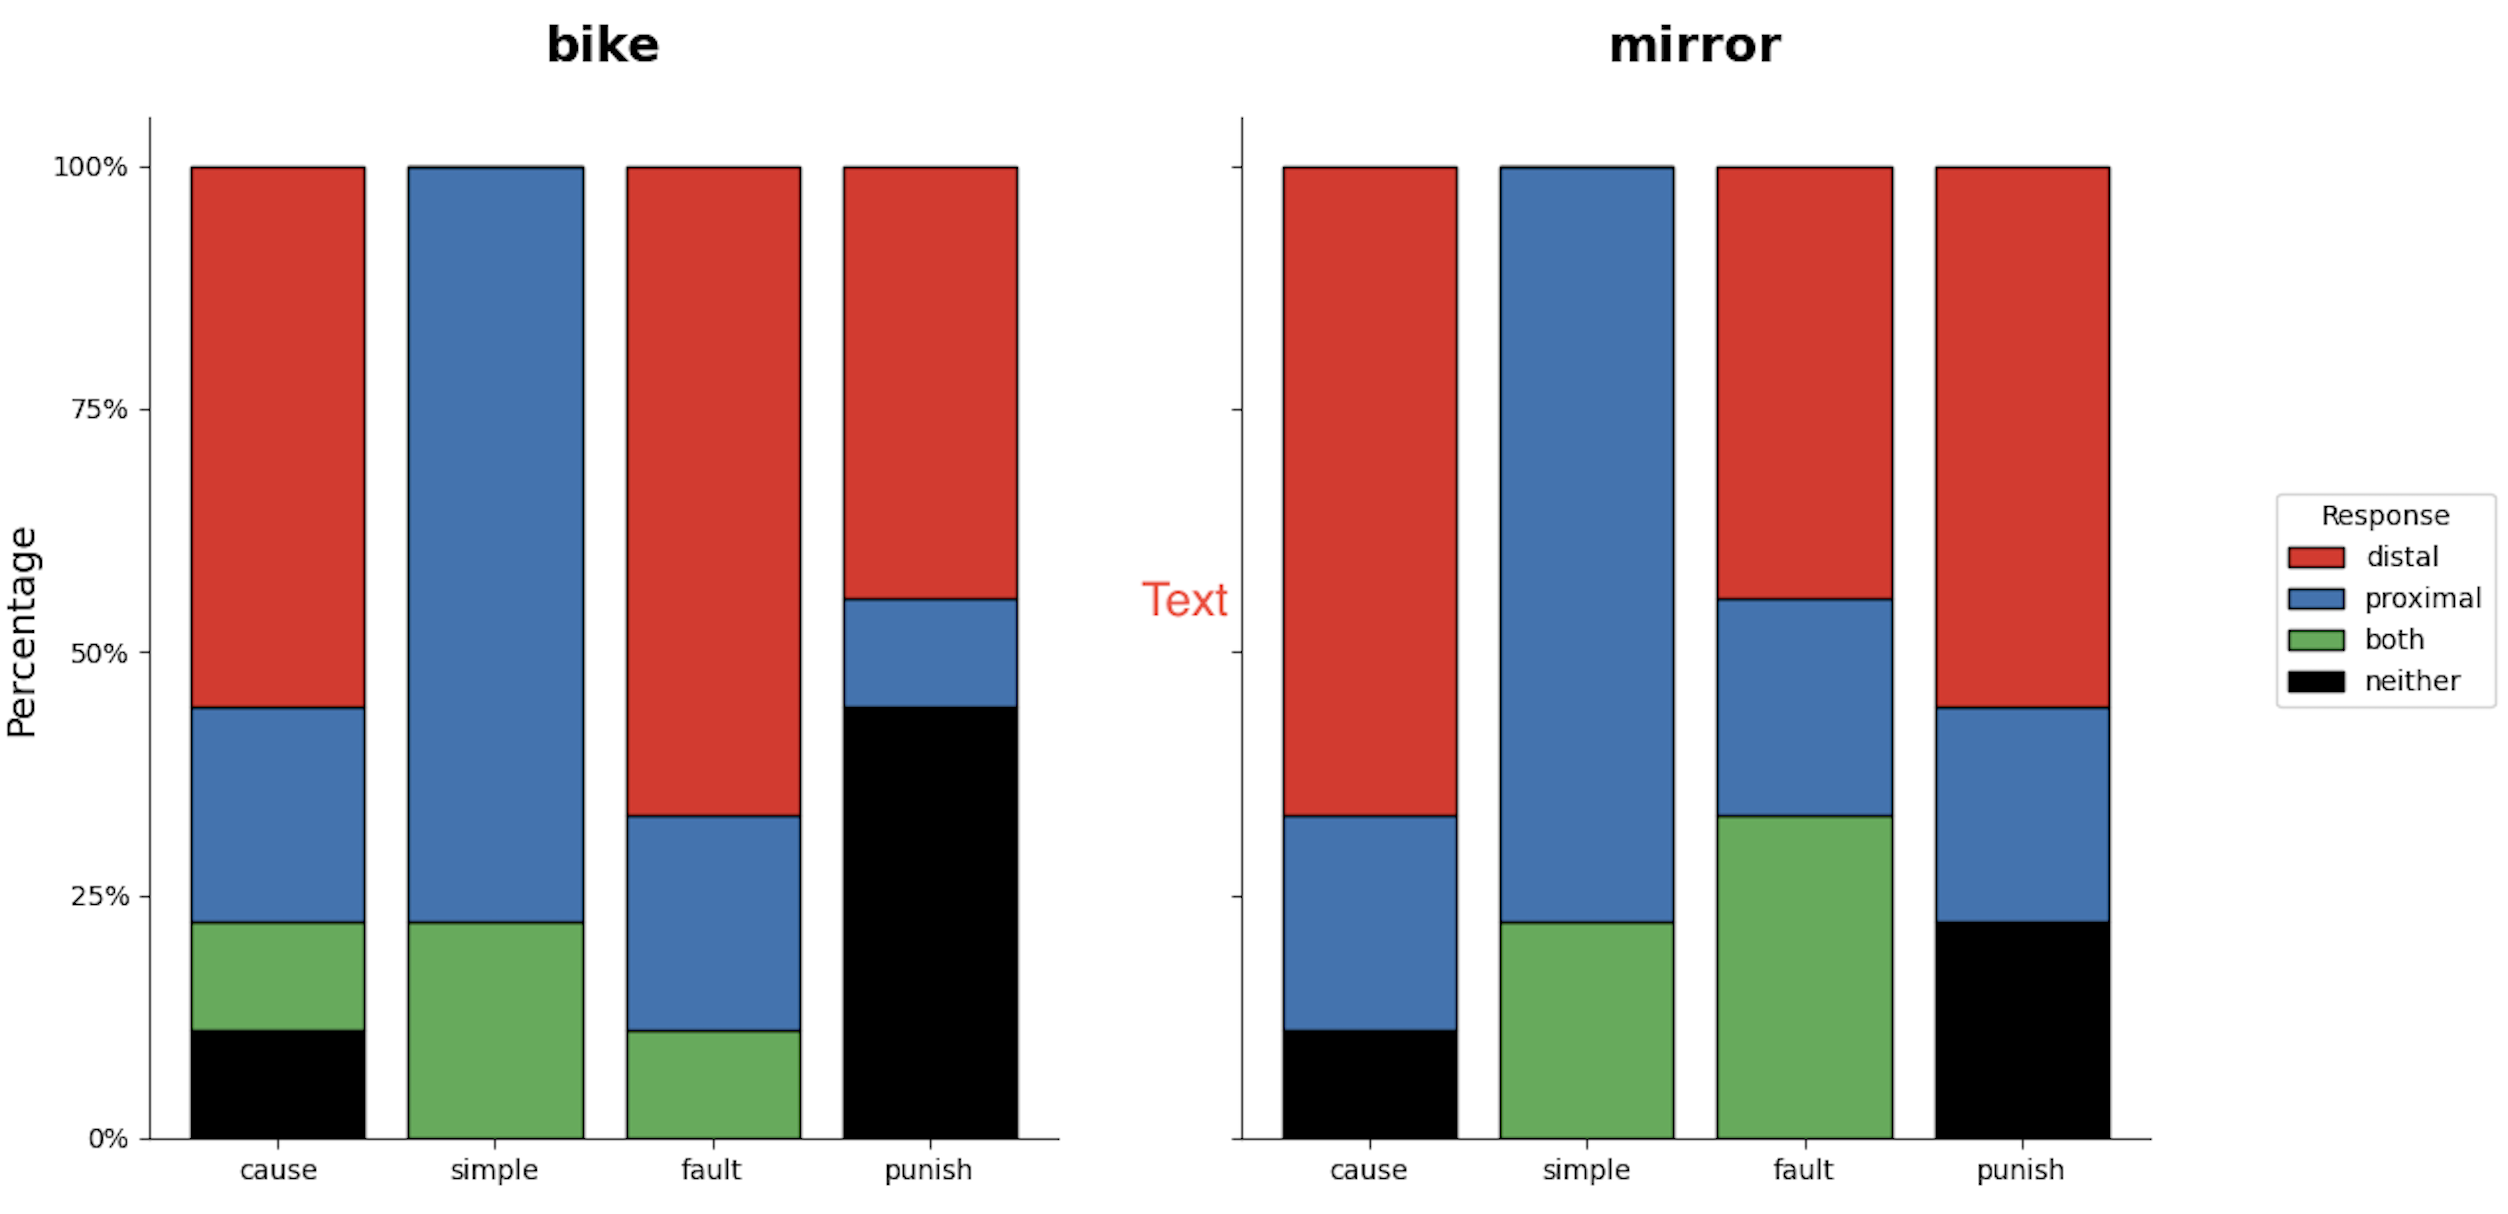 bike
mirror
Percentage
100%
75%
50%
25%
0%
cause
simple
fault
punish
Text
cause
simple
fault
punish
Response
distal
proximal
both
neither